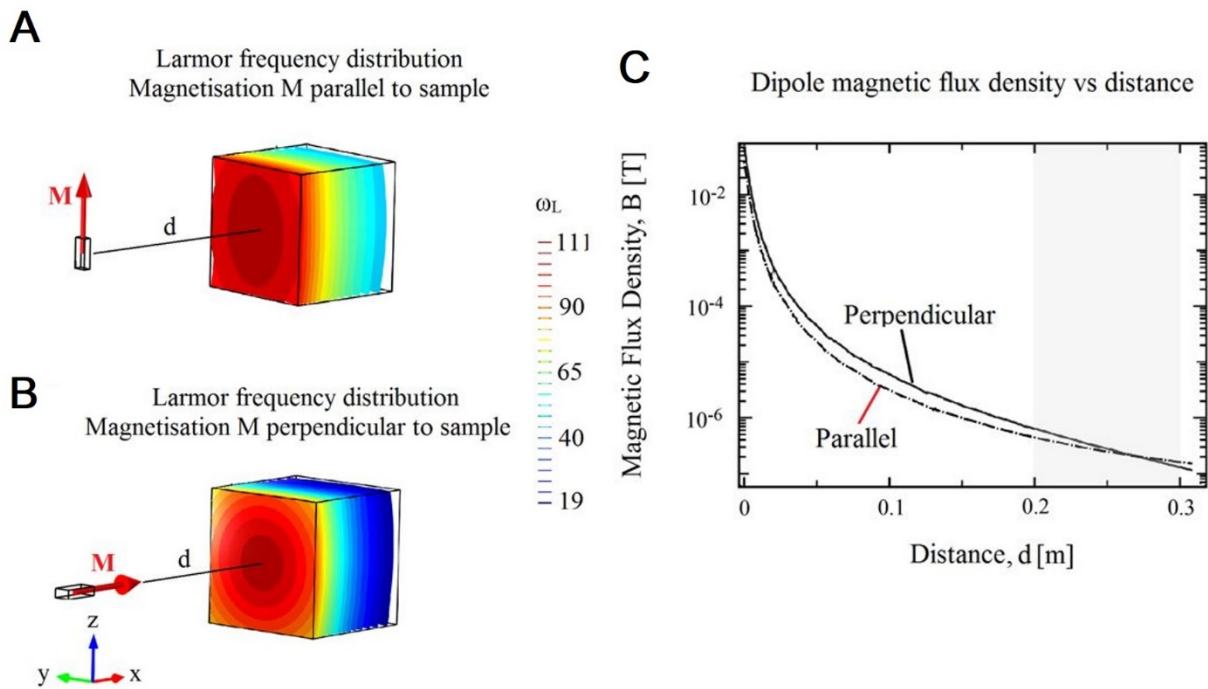 A
Larmor frequency distribution
Magnetisation M parallel to sample
M
d
ωL
111
90
65
40
19
B
Larmor frequency distribution
Magnetisation M perpendicular to sample
M
d
z
y
x
C
Dipole magnetic flux density vs distance
Magnetic Flux Density, B [T]
10-2
10-4
10-6
Perpendicular
Parallel
0
0.1
0.2
0.3
Distance, d [m]